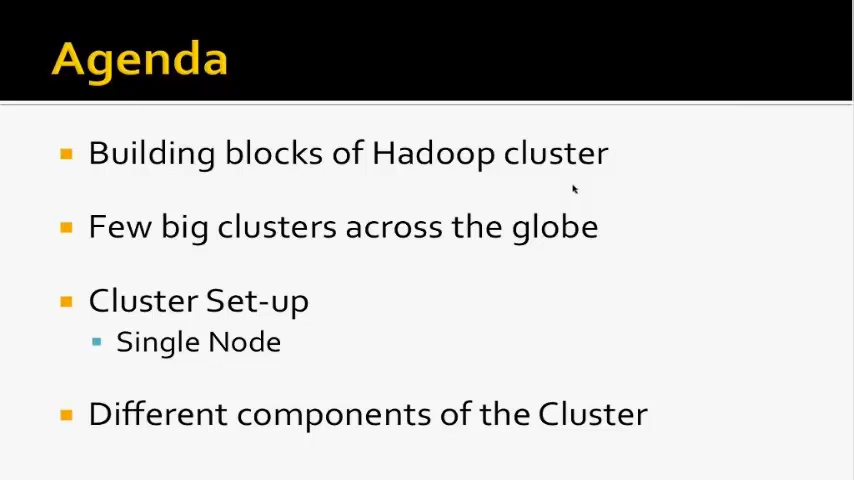 Agenda
Building blocks of Hadoop cluster
Few big clusters across the globe
Cluster Set-up
Single Node
Different components of the Cluster